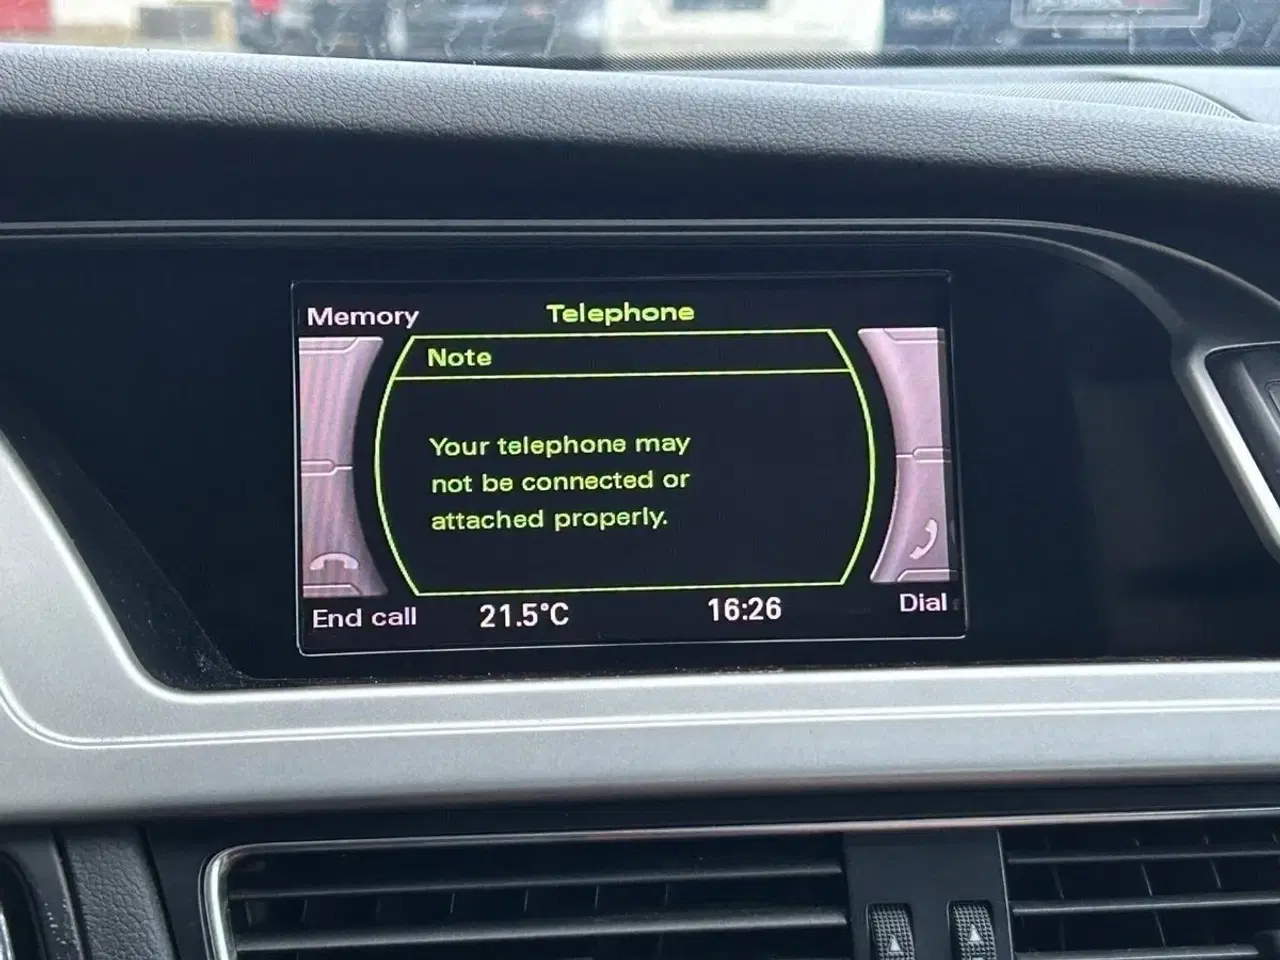 Memory
Telephone
Note
Your telephone may
not be connected or
attached properly.
End call
21.5°C
16:26
Dial